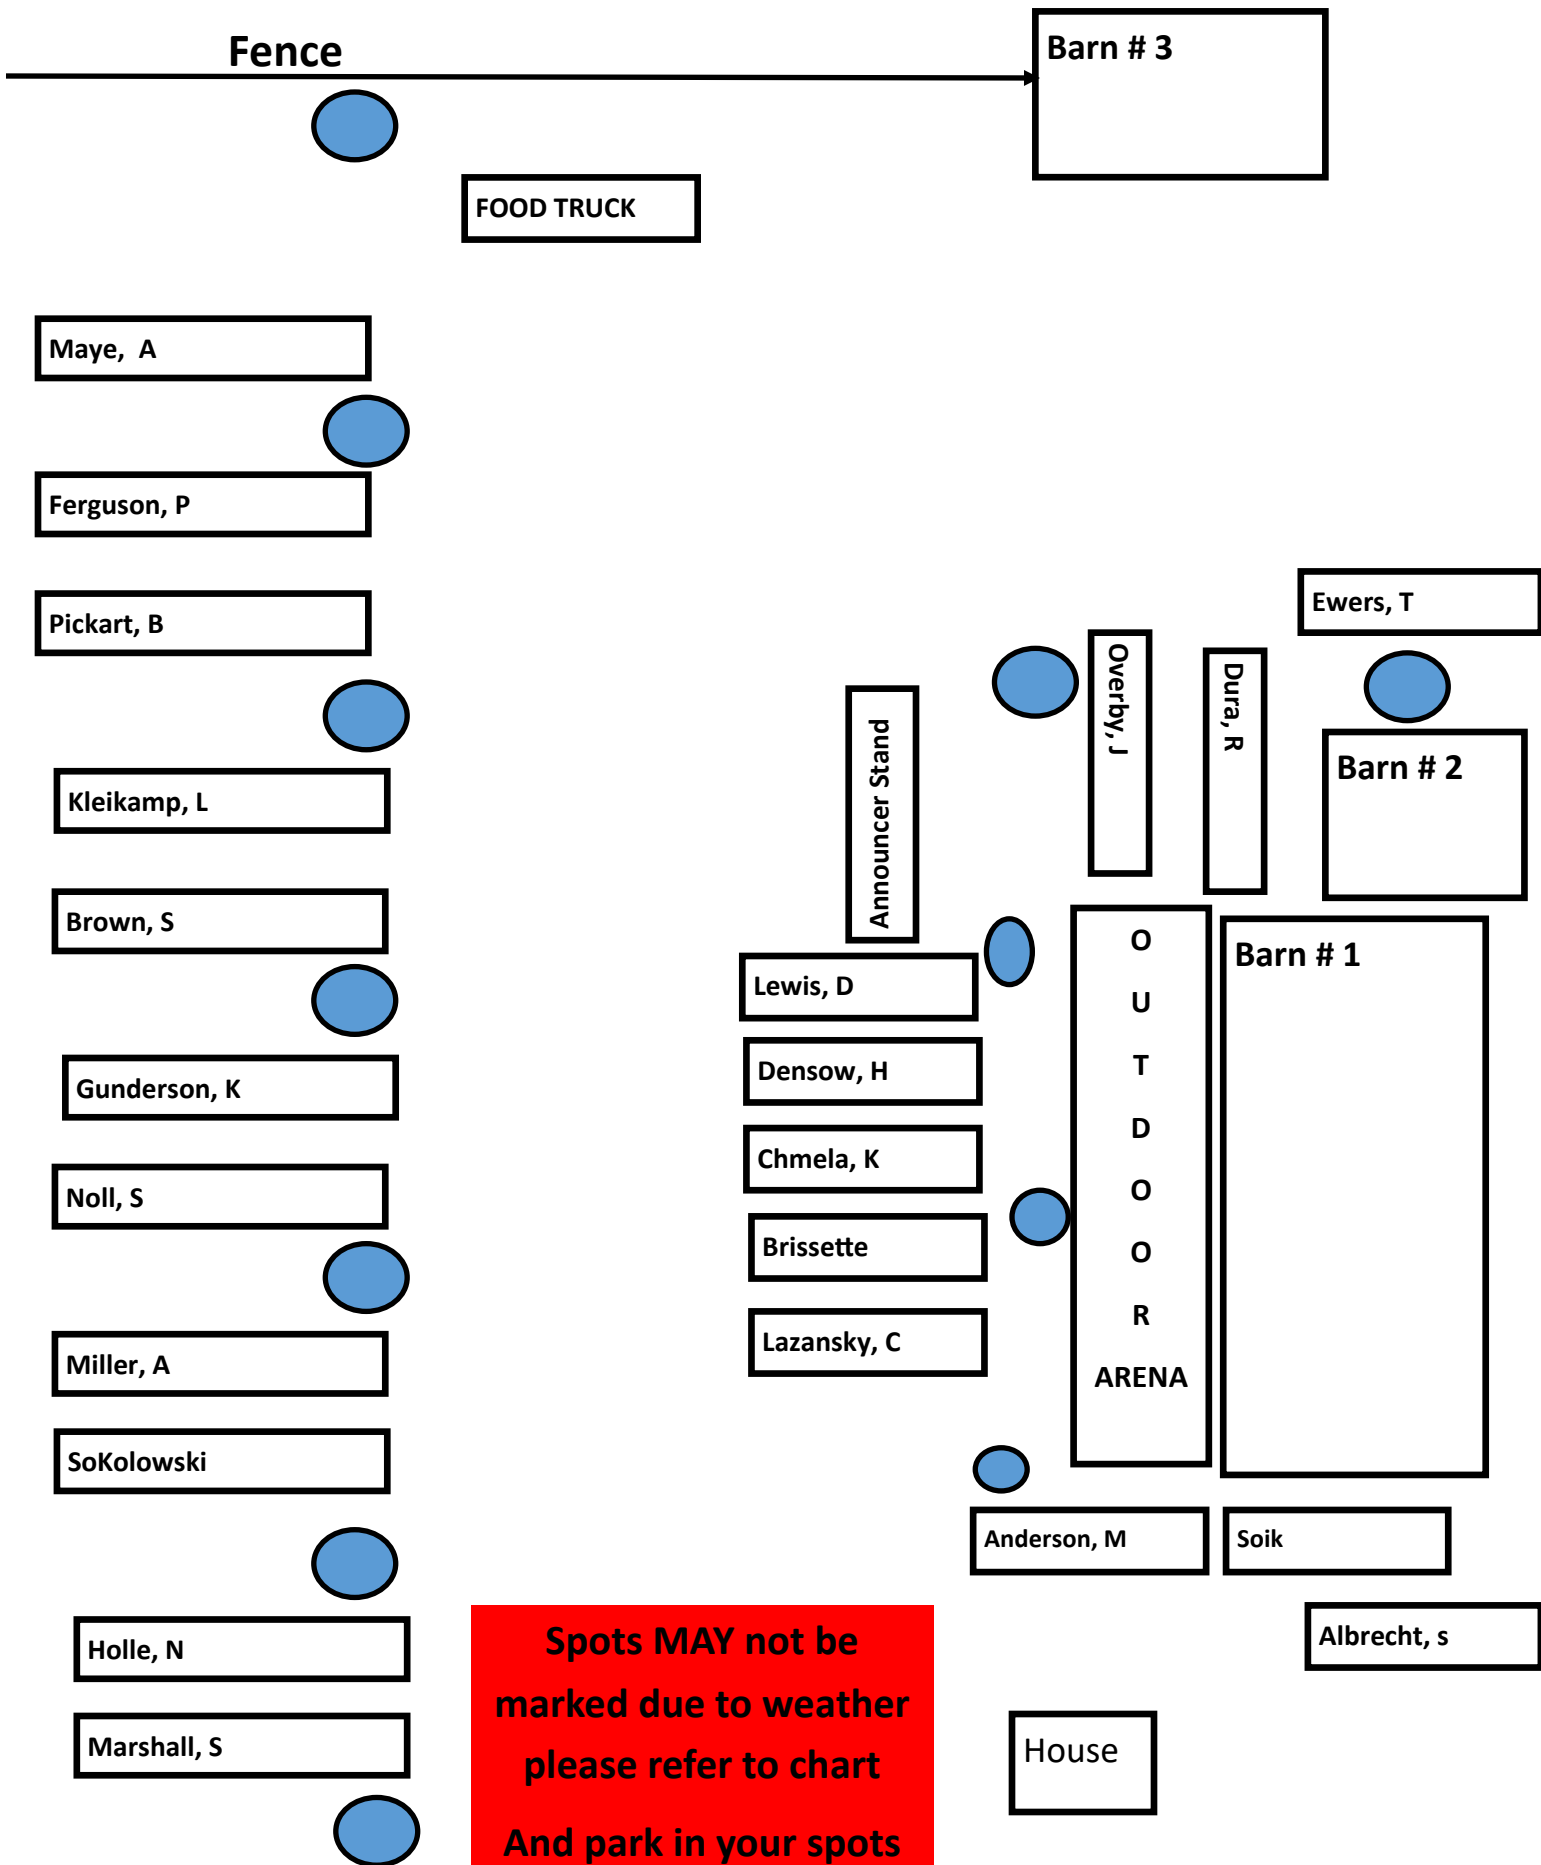 Fence
Barn # 3
FOOD TRUCK
Maye,  A
Ferguson, P
Pickart, B
Ewers, T
Overby, J
Dura, R
Announcer Stand
Barn # 2
Kleikamp, L
Brown, S
Lewis, D
Barn # 1
Densow, H
Gunderson, K
Chmela, K
Noll, S
Brissette
Lazansky, C
O
U
T
D
O
O
R
ARENA
Miller, A
SoKolowski
Anderson, M
Soik
Holle, N
Albrecht, s
Marshall, S
Spots MAY not be
marked due to weather
please refer to chart
And park in your spots
House